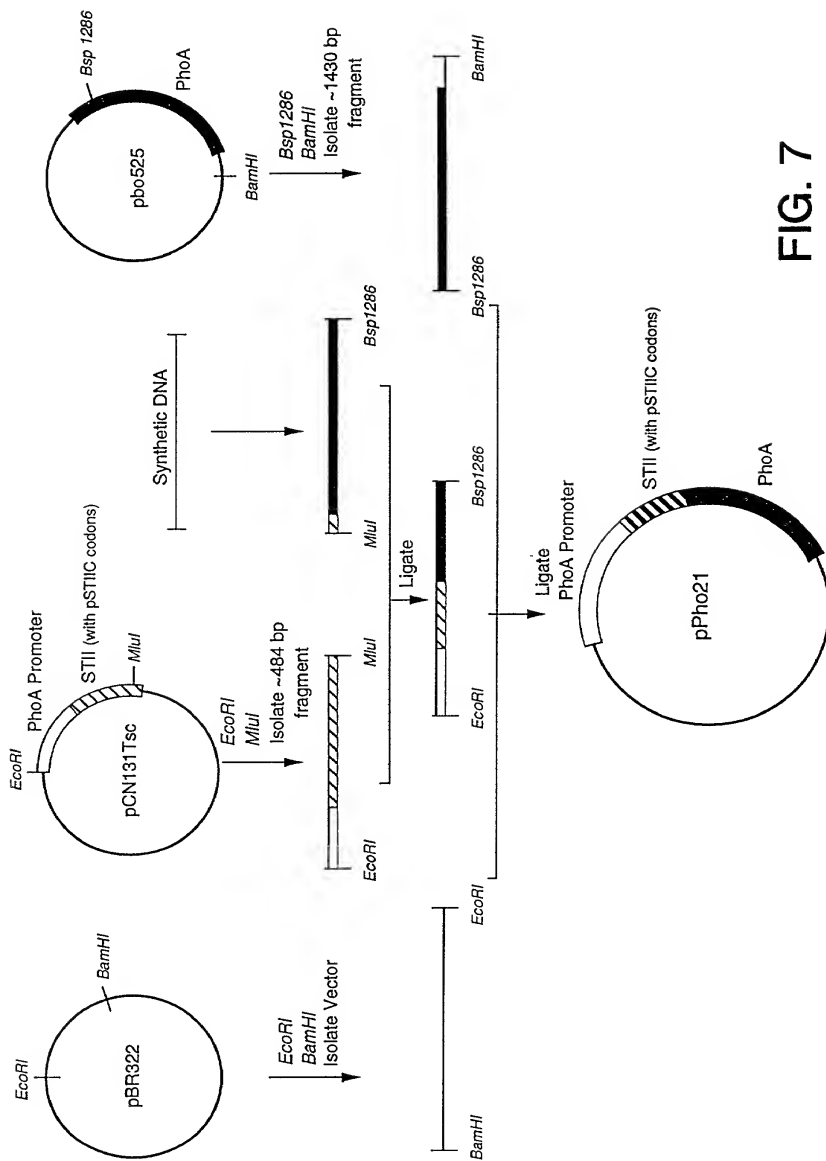 EcoRI
BamHI
pBR322
EcoRI
BamHI
Isolate Vector
BamHI
EcoRI
EcoRI
PhoA Promoter
STII (with pSTIIC codons)
MluI
pCN131Tsc
EcoRI
MluI
Isolate ~484 bp
fragment
EcoRI
MluI
Synthetic DNA
MluI
Bsp1286
Ligate
EcoRI
Bsp1286
Bsp 1286
PhoA
pbo525
BamHI
Bsp1286
BamHI
Isolate ~1430 bp
fragment
Bsp1286
BamHI
Ligate
PhoA Promoter
STII (with pSTIIC codons)
PhoA
pPho21
FIG. 7